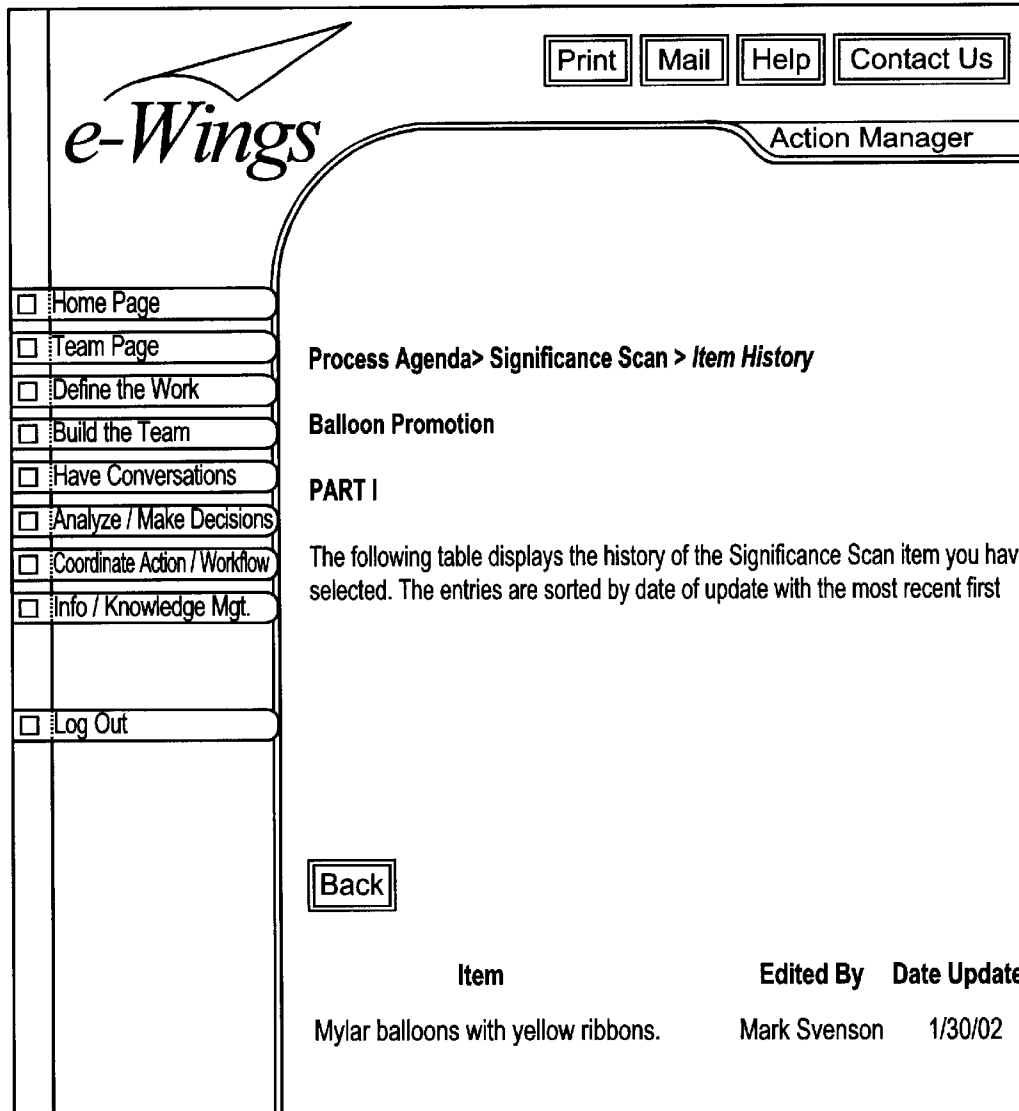 e-Wings
Print Mail Help Contact Us
Action Manager
Home Page
Team Page
Define the Work
Build the Team
Have Conversations
Analyze / Make Decisions
Coordinate Action / Workflow
Info / Knowledge Mgt.
Log Out
Process Agenda> Significance Scan > Item History
Balloon Promotion
PART I
The following table displays the history of the Significance Scan item you hav
selected. The entries are sorted by date of update with the most recent first
Back
Item Edited By Date Update
Mylar balloons with yellow ribbons. Mark Svenson 1/30/02